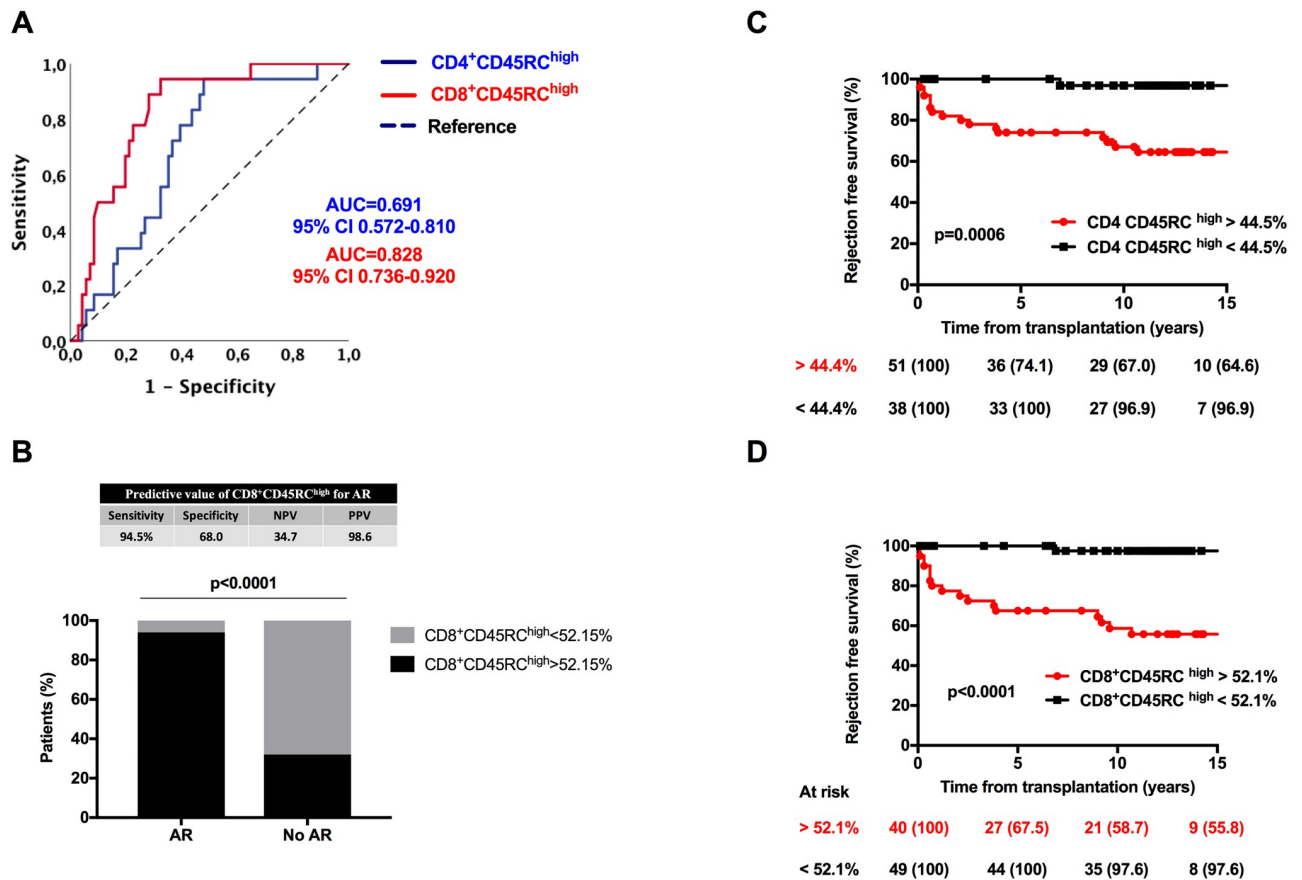 A
CD4+CD45RChigh
CD8+CD45RChigh
Reference
1,0
0,8
0,6
0,4
0,2
0,0
Sensitivity
AUC=0.691
95% CI 0.572-0.810
AUC=0.828
95% CI 0.736-0.920
0,0 0,2 0,4 0,6 0,8 1,0
1 – Specificity
B
Predictive value of CD8+CD45RChigh for AR
Sensitivity Specificity NPV PPV
94.5% 68.0 34.7 98.6
p<0.0001
100
80
60
40
20
0
Patients (%)
CD8+CD45RChigh<52.15%
CD8+CD45RChigh>52.15%
AR No AR
C
100
80
60
40
20
0
Rejection free survival (%)
p=0.0006
CD4 CD45RC high > 44.5%
CD4 CD45RC high < 44.5%
0 5 10 15
Time from transplantation (years)
> 44.4% 51 (100) 36 (74.1) 29 (67.0) 10 (64.6)
< 44.4% 38 (100) 33 (100) 27 (96.9) 7 (96.9)
D
100
80
60
40
20
0
Rejection free survival (%)
p<0.0001
CD8+CD45RC high > 52.1%
CD8+CD45RC high < 52.1%
0 5 10 15
Time from transplantation (years)
At risk
> 52.1% 40 (100) 27 (67.5) 21 (58.7) 9 (55.8)
< 52.1% 49 (100) 44 (100) 35 (97.6) 8 (97.6)